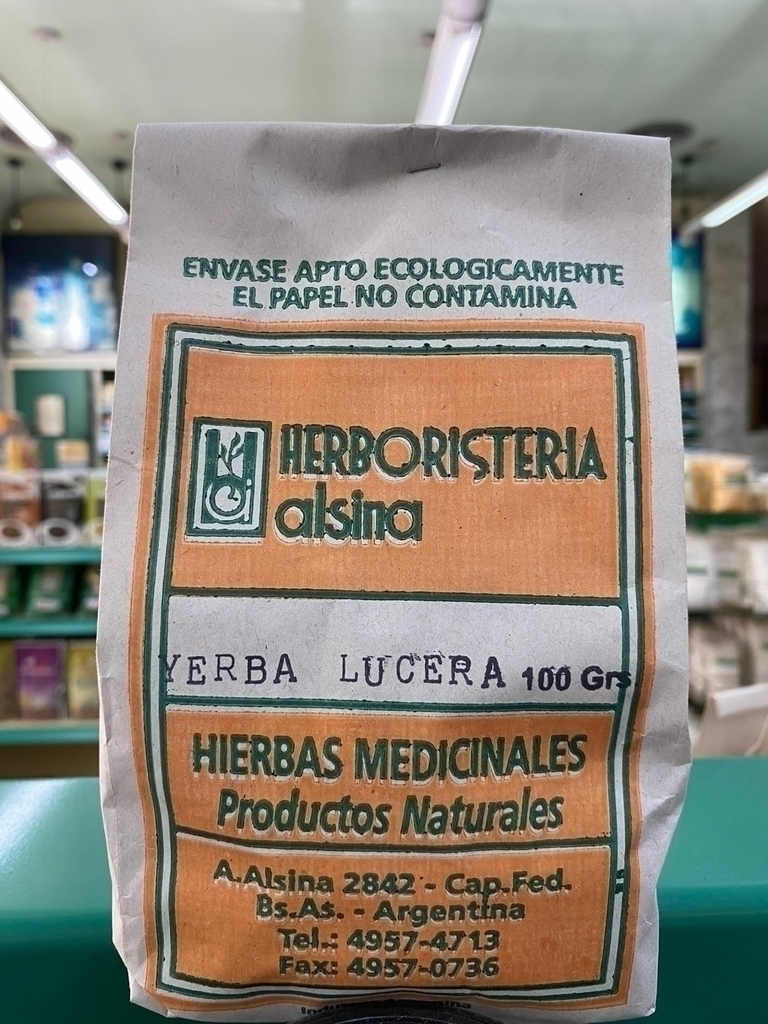 ENVASE APTO ECOLOGICAMENTE
EL PAPEL NO CONTAMINA
HERBORISTERIA
alsina
YERBA LUCERA 100 Grs
HIERBAS MEDICINALES
Productos Naturales
A.Alsina 2842 - Cap.Fed.
Bs.As. - Argentina
Tel.: 4957-4713
Fax: 4957-0736